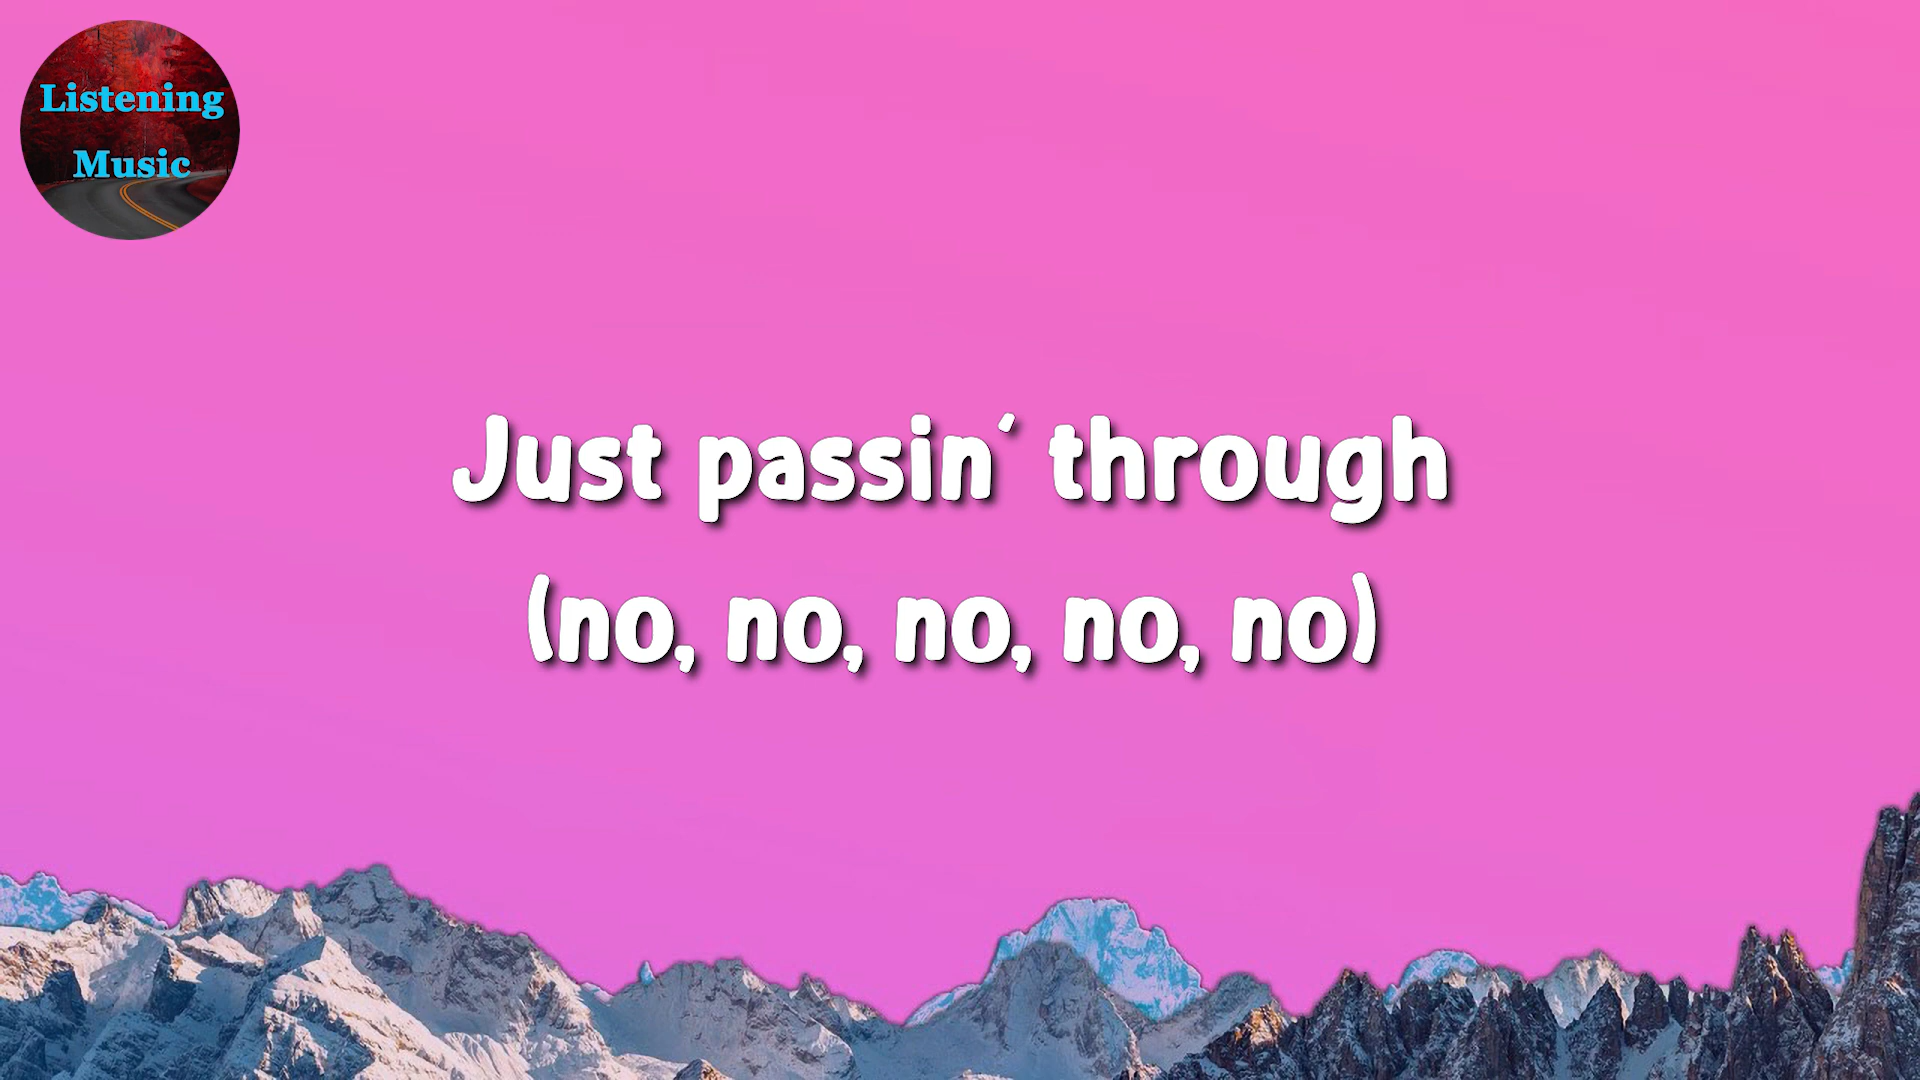 Listening
Music
Just passin' through
(no, no, no, no, no)